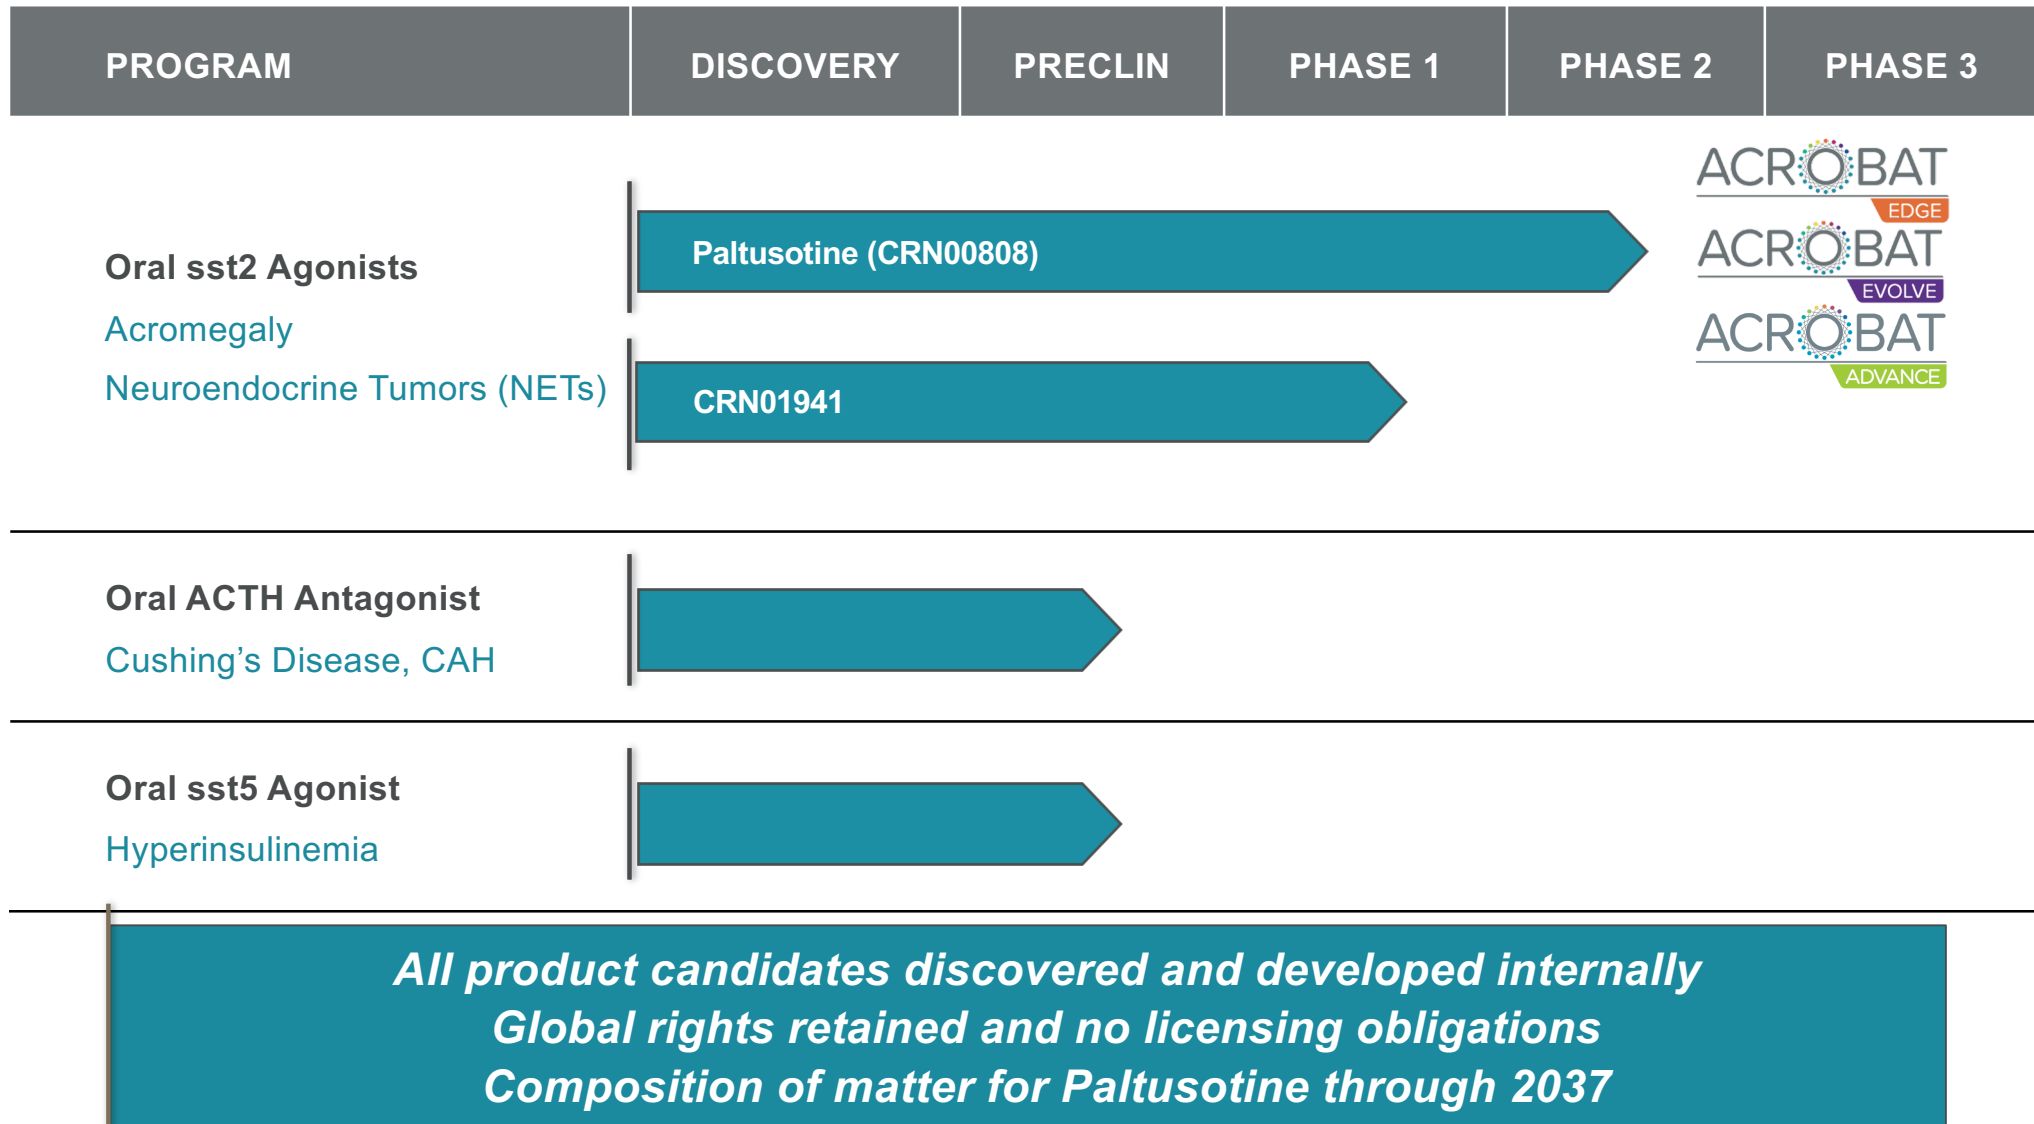 PROGRAM DISCOVERY PRECLIN PHASE 1 PHASE 2 PHASE 3
ACROBAT
EDGE
ACROBAT
EVOLVE
ACROBAT
ADVANCE
Oral sst2 Agonists
Acromegaly
Neuroendocrine Tumors (NETs)
Paltusotine (CRN00808)
CRN01941
Oral ACTH Antagonist
Cushing’s Disease, CAH
Oral sst5 Agonist
Hyperinsulinemia
All product candidates discovered and developed internally
Global rights retained and no licensing obligations
Composition of matter for Paltusotine through 2037